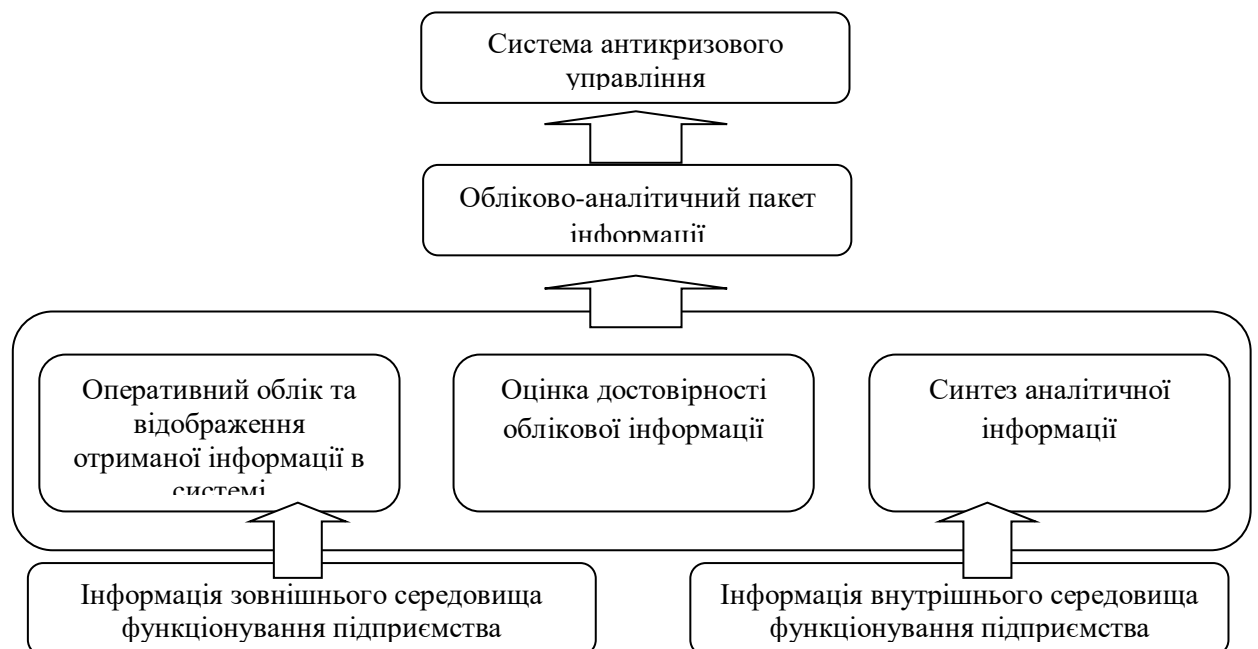 Система антикризового
управління
Обліково-аналітичний пакет
інформації
Оперативний облік та
відображення
отриманої інформації в
системі
Оцінка достовірності
облікової інформації
Синтез аналітичної
інформації
Інформація зовнішнього середовища
функціонування підприємства
Інформація внутрішнього середовища
функціонування підприємства